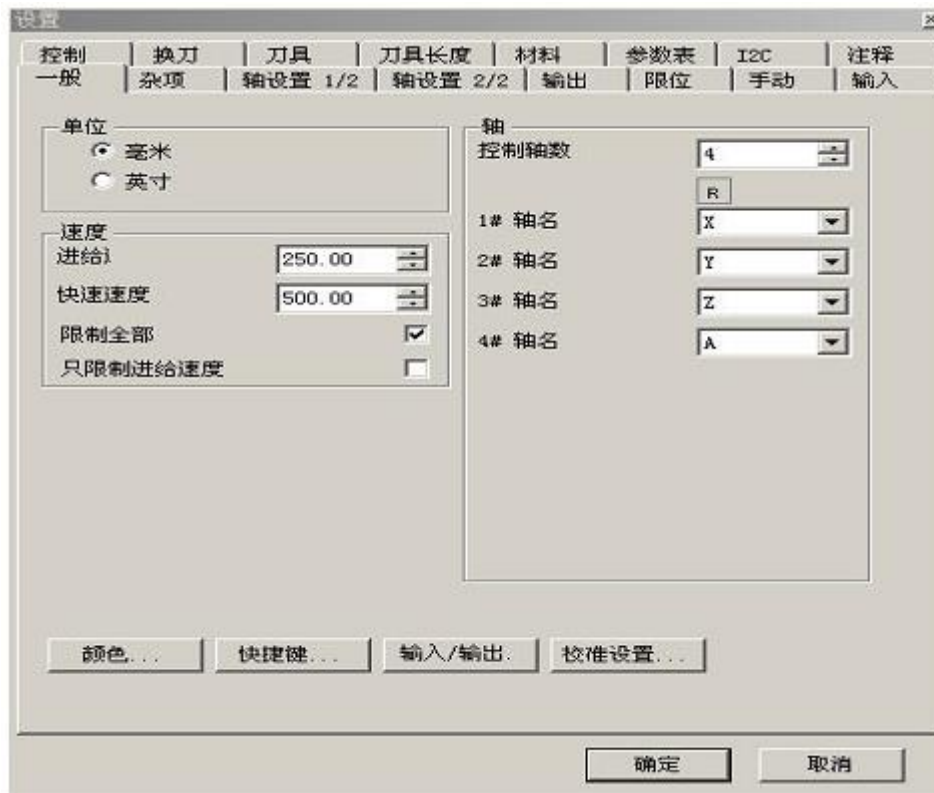 设置
控制 换刀 刀具 刀具长度 材料 参数表 I2C 注释
一般 杂项 轴设置 1/2 轴设置 2/2 输出 限位 手动 输入
单位
毫米
英寸
速度
进给i 250.00
快速速度 500.00
限制全部
只限制进给速度
轴
控制轴数 4
R
1# 轴名 X
2# 轴名 Y
3# 轴名 Z
4# 轴名 A
颜色... 快捷键... 输入/输出. 校准设置...
确定 取消